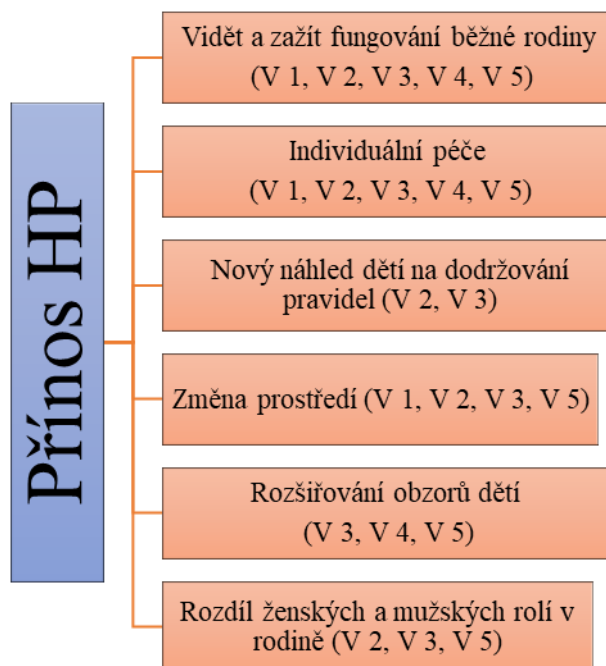 Přínos HP
Vidět a zažít fungování běžné rodiny
(V 1, V 2, V 3, V 4, V 5)
Individuální péče
(V 1, V 2, V 3, V 4, V 5)
Nový náhled dětí na dodržování
pravidel (V 2, V 3)
Změna prostředí (V 1, V 2, V 3, V 5)
Rozšiřování obzorů dětí
(V 3, V 4, V 5)
Rozdíl ženských a mužských rolí v
rodině (V 2, V 3, V 5)